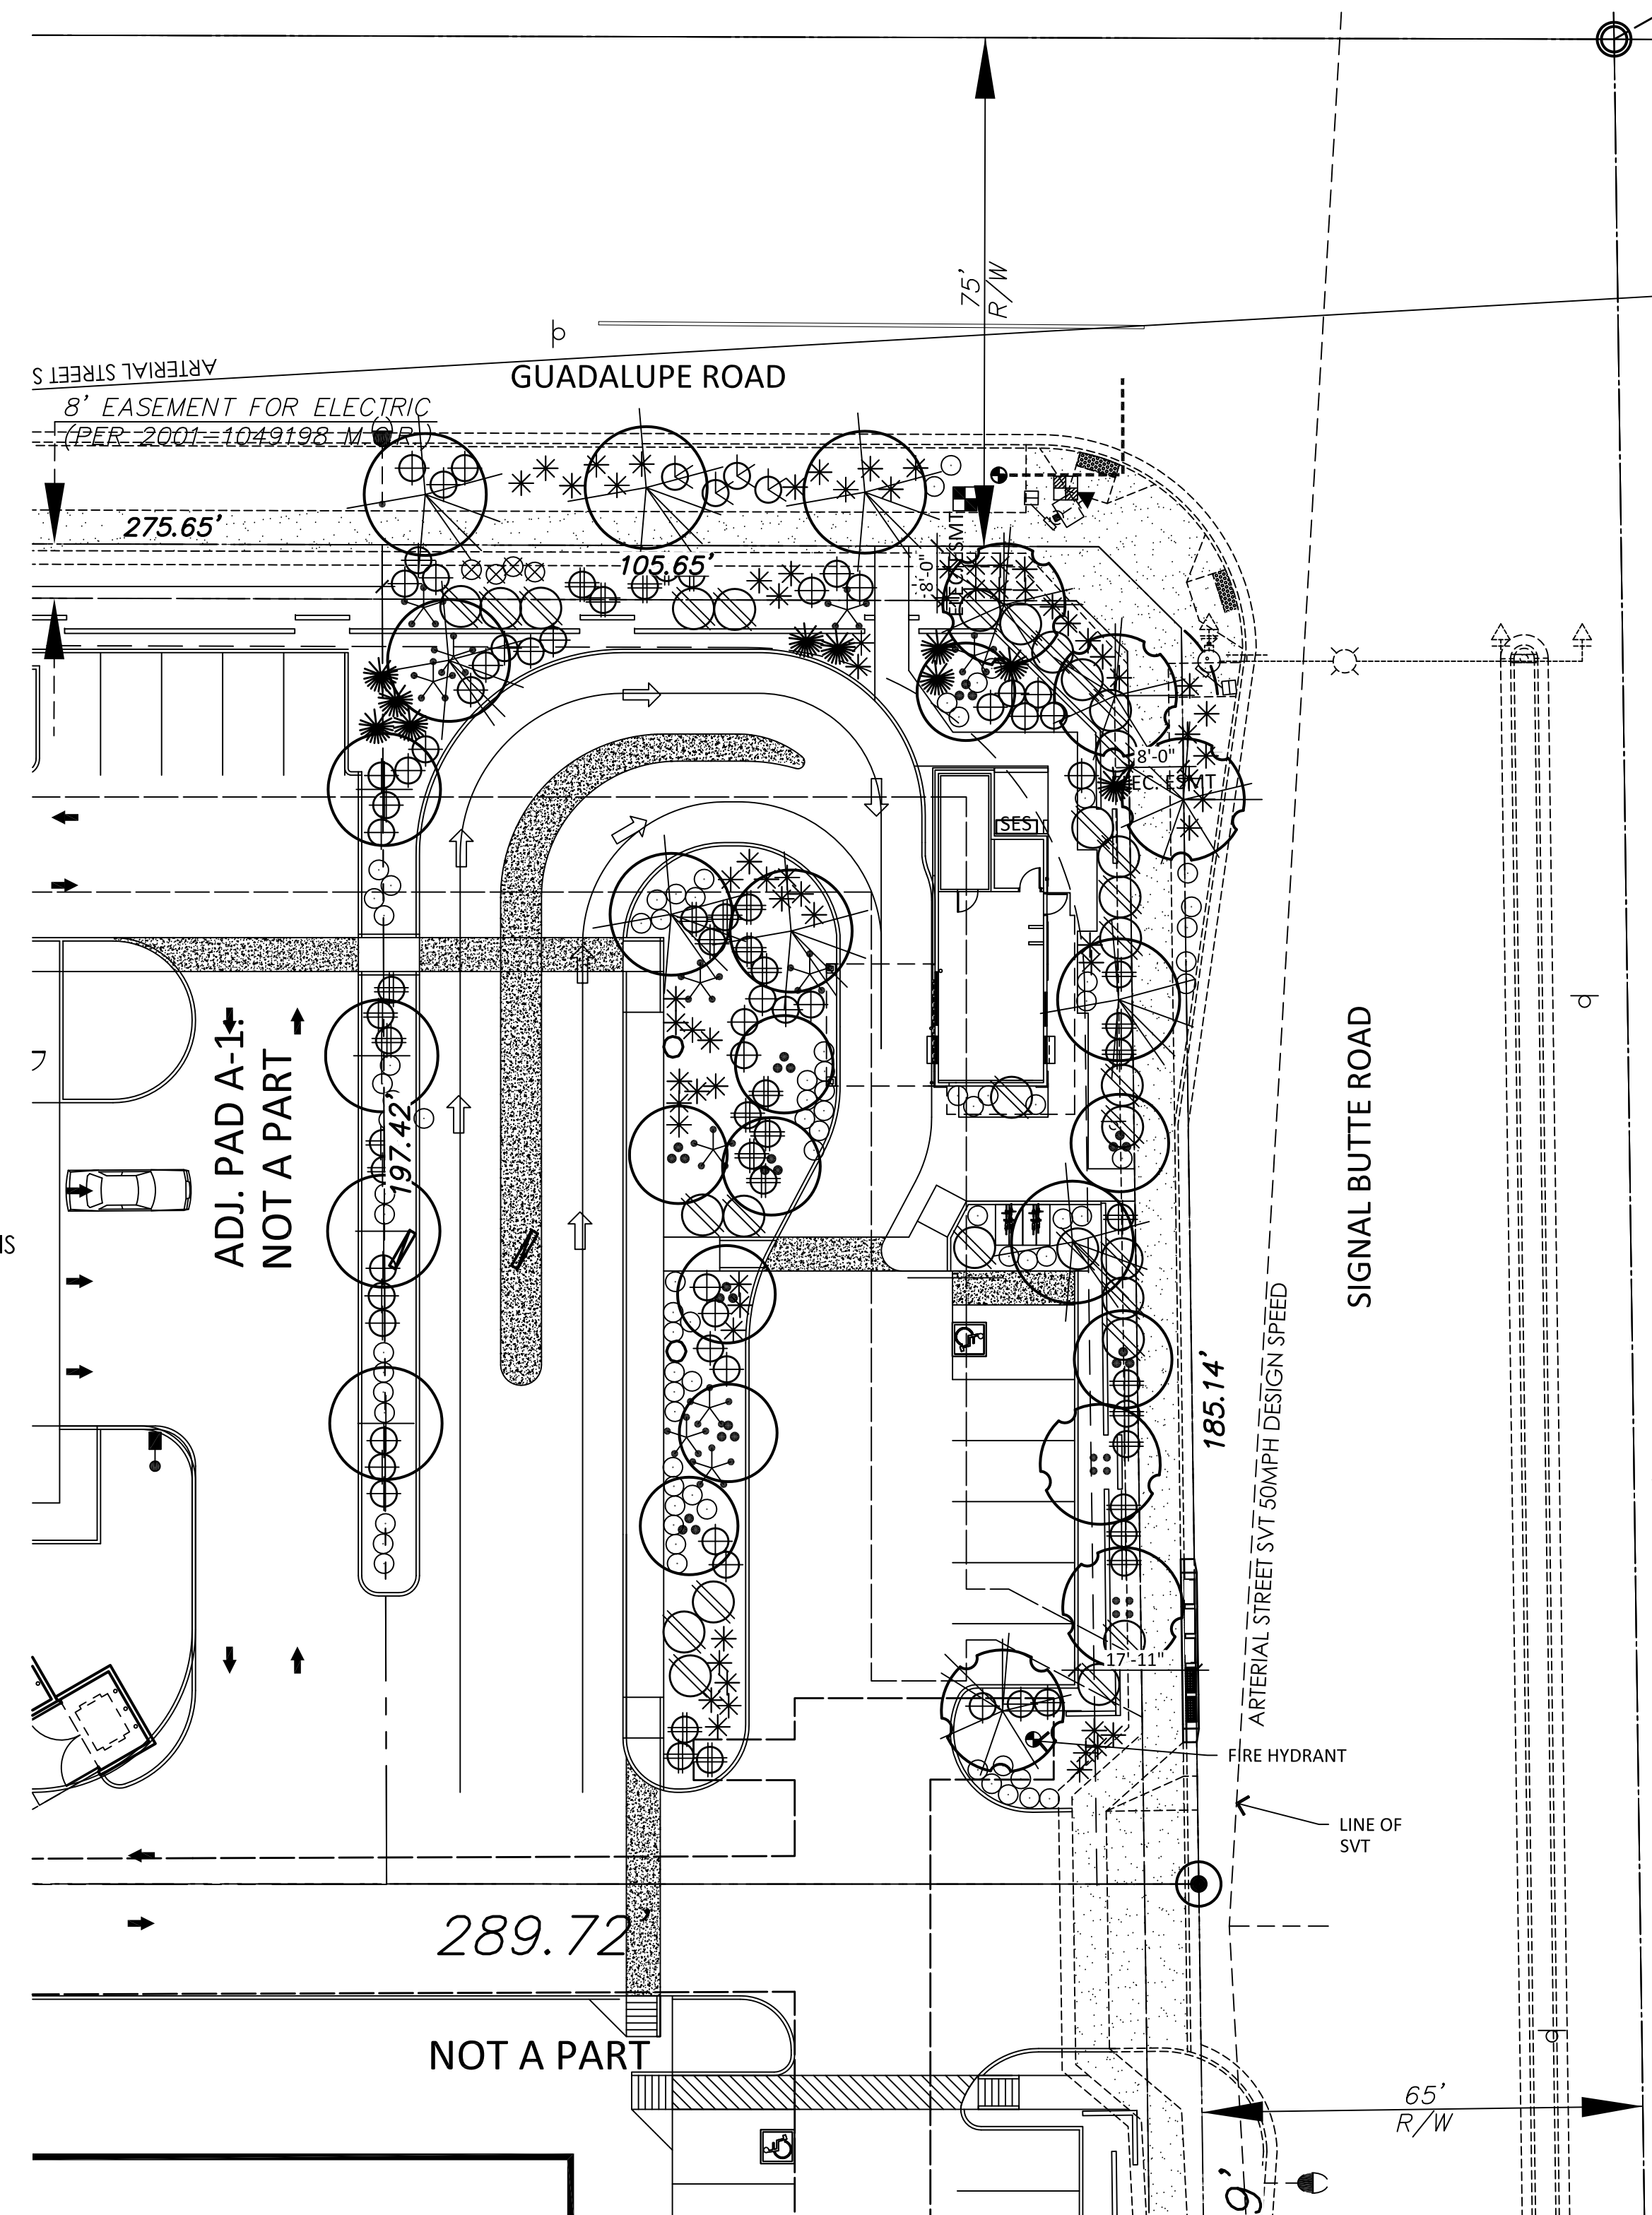 75'
R/W
ARTERIAL STREET S
GUADALUPE ROAD
8' EASEMENT FOR ELECTRIC
(PER 2001-1049198 M.C.R.)
275.65'
105.65'
8'-0"
ELEC. ESMT
8'-0"
ELEC. ESMT
SES
ADJ. PAD A-1:
NOT A PART
197.42'
SIGNAL BUTTE ROAD
185.14'
ARTERIAL STREET SVT 50MPH DESIGN SPEED
17'-11"
FIRE HYDRANT
LINE OF
SVT
289.72'
NOT A PART
65'
R/W
9'